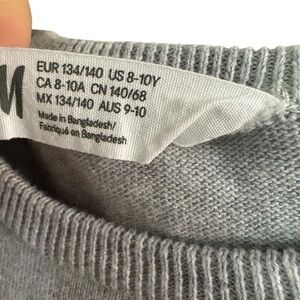 M
EUR 134/140 US 8-10Y
CA 8-10A CN 140/68
MX 134/140 AUS 9-10
Made in Bangladesh/
Fabriqué en Bangladesh